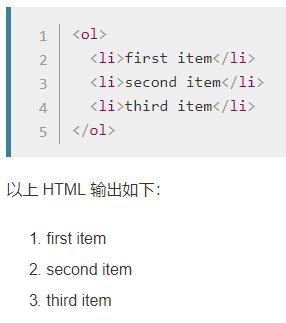 1 <ol>
2   <li>first item</li>
3   <li>second item</li>
4   <li>third item</li>
5 </ol>
以上 HTML 输出如下：
1. first item
2. second item
3. third item